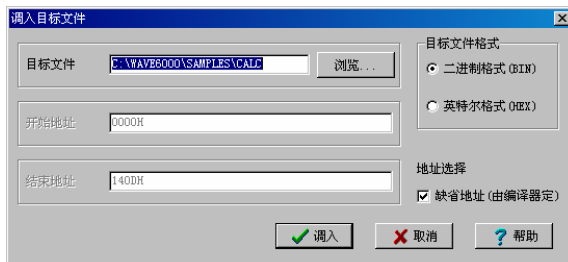 调入目标文件
目标文件格式
目标文件 C:\WAVE6000\SAMPLES\CALC 浏览...
二进制格式(BIN)
英特尔格式(HEX)
开始地址 0000H
结束地址 140DH
地址选择
缺省地址(由编译器定)
调入 取消 帮助